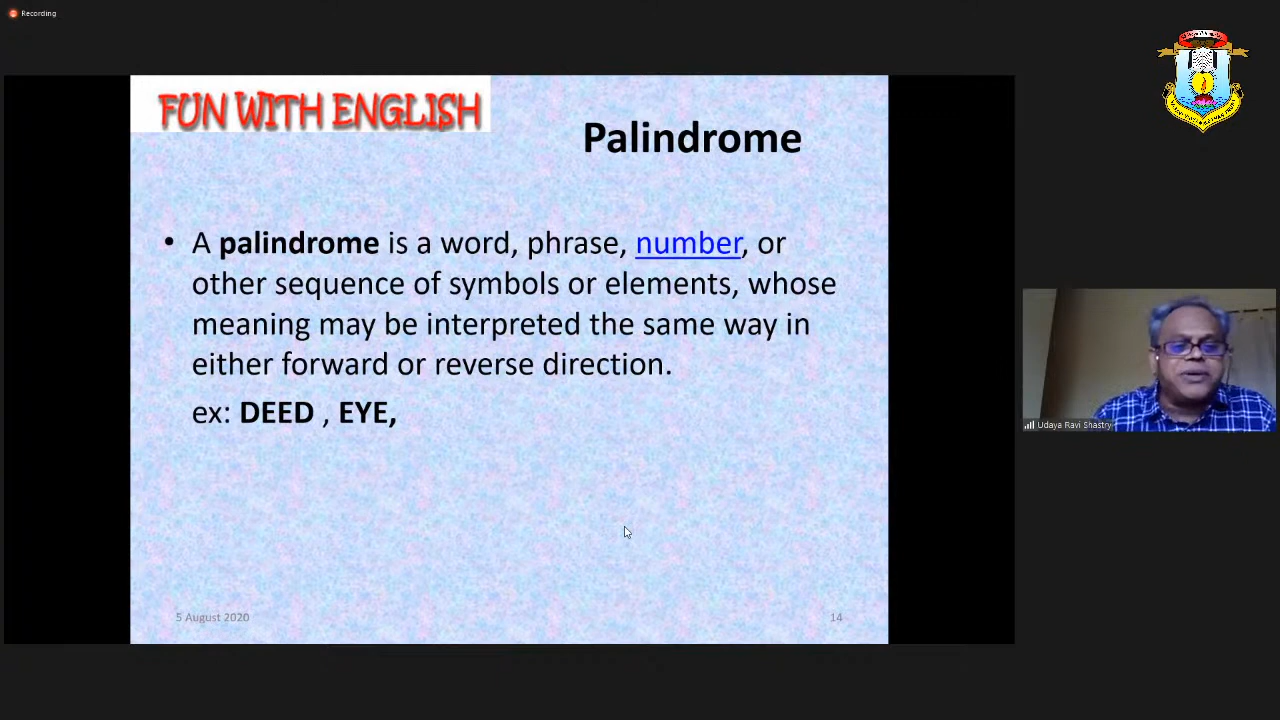 Recording
FUN WITH ENGLISH
Palindrome
• A palindrome is a word, phrase, number, or
other sequence of symbols or elements, whose
meaning may be interpreted the same way in
either forward or reverse direction.
ex: DEED , EYE,
Udaya Ravi Shastry
5 August 2020
14